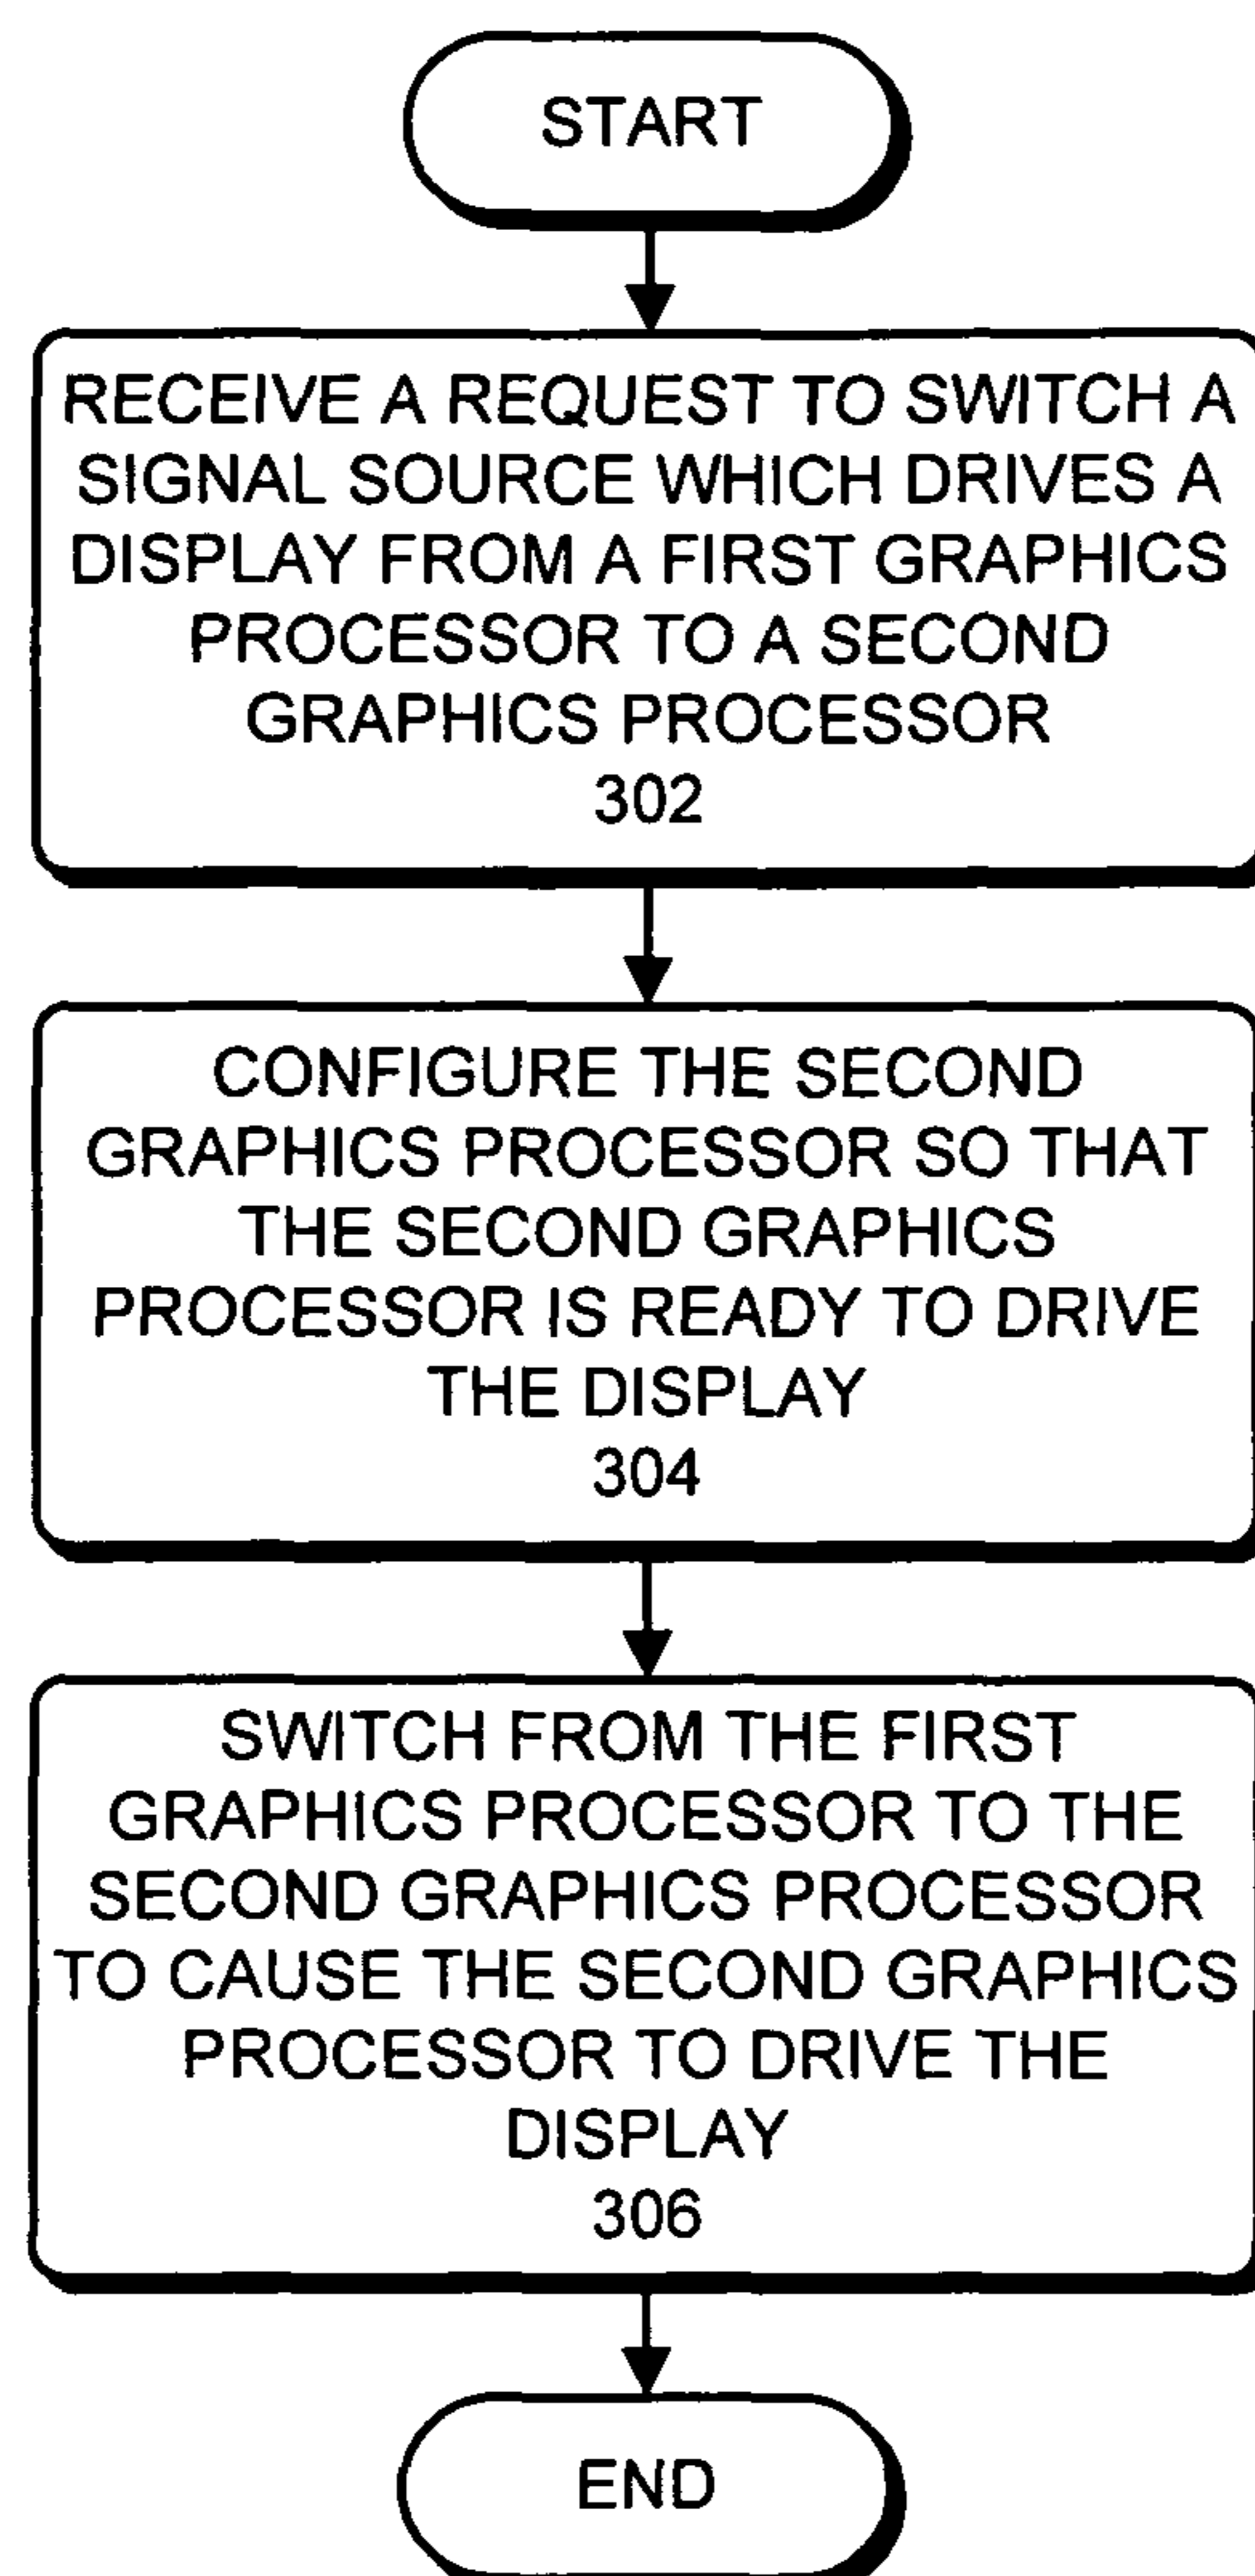 START
RECEIVE A REQUEST TO SWITCH A
SIGNAL SOURCE WHICH DRIVES A
DISPLAY FROM A FIRST GRAPHICS
PROCESSOR TO A SECOND
GRAPHICS PROCESSOR
302
CONFIGURE THE SECOND
GRAPHICS PROCESSOR SO THAT
THE SECOND GRAPHICS
PROCESSOR IS READY TO DRIVE
THE DISPLAY
304
SWITCH FROM THE FIRST
GRAPHICS PROCESSOR TO THE
SECOND GRAPHICS PROCESSOR
TO CAUSE THE SECOND GRAPHICS
PROCESSOR TO DRIVE THE
DISPLAY
306
END